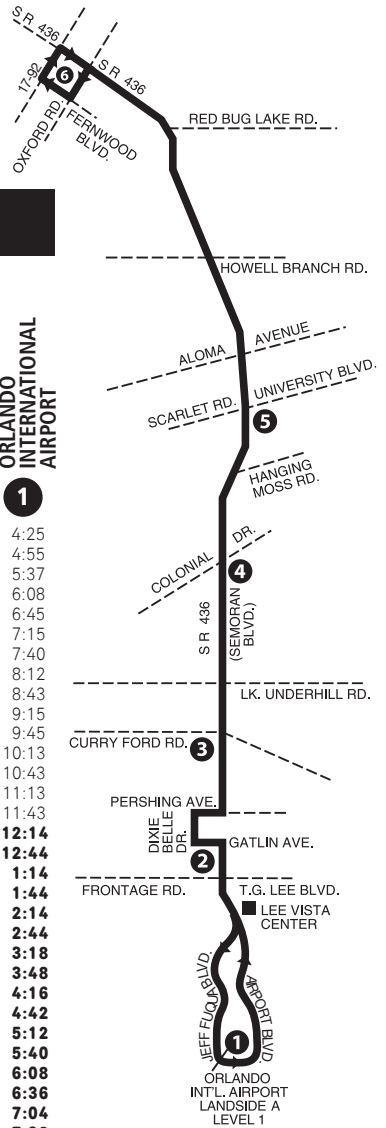 S R 436
S R 436
17-92
6
OXFORD RD.
FERNWOOD
BLVD.
RED BUG LAKE RD.
HOWELL BRANCH RD.
ALOMA AVENUE
SCARLET RD. UNIVERSITY BLVD.
5
HANGING
MOSS RD.
COLONIAL DR.
4
S R 436
(SEMORAN
BLVD.)
LK. UNDERHILL RD.
CURRY FORD RD.
3
PERSHING AVE.
DIXIE
BELLE
DR.
GATLIN AVE.
2
FRONTAGE RD. T.G. LEE BLVD.
LEE VISTA
CENTER
JEFF FUQUA BLVD.
AIRPORT BLVD.
1
ORLANDO
INT'L. AIRPORT
LANDSIDE A
LEVEL 1
ORLANDO
INTERNATIONAL
AIRPORT
1
4:25
4:55
5:37
6:08
6:45
7:15
7:40
8:12
8:43
9:15
9:45
10:13
10:43
11:13
11:43
12:14
12:44
1:14
1:44
2:14
2:44
3:18
3:48
4:16
4:42
5:12
5:40
6:08
6:36
7:04